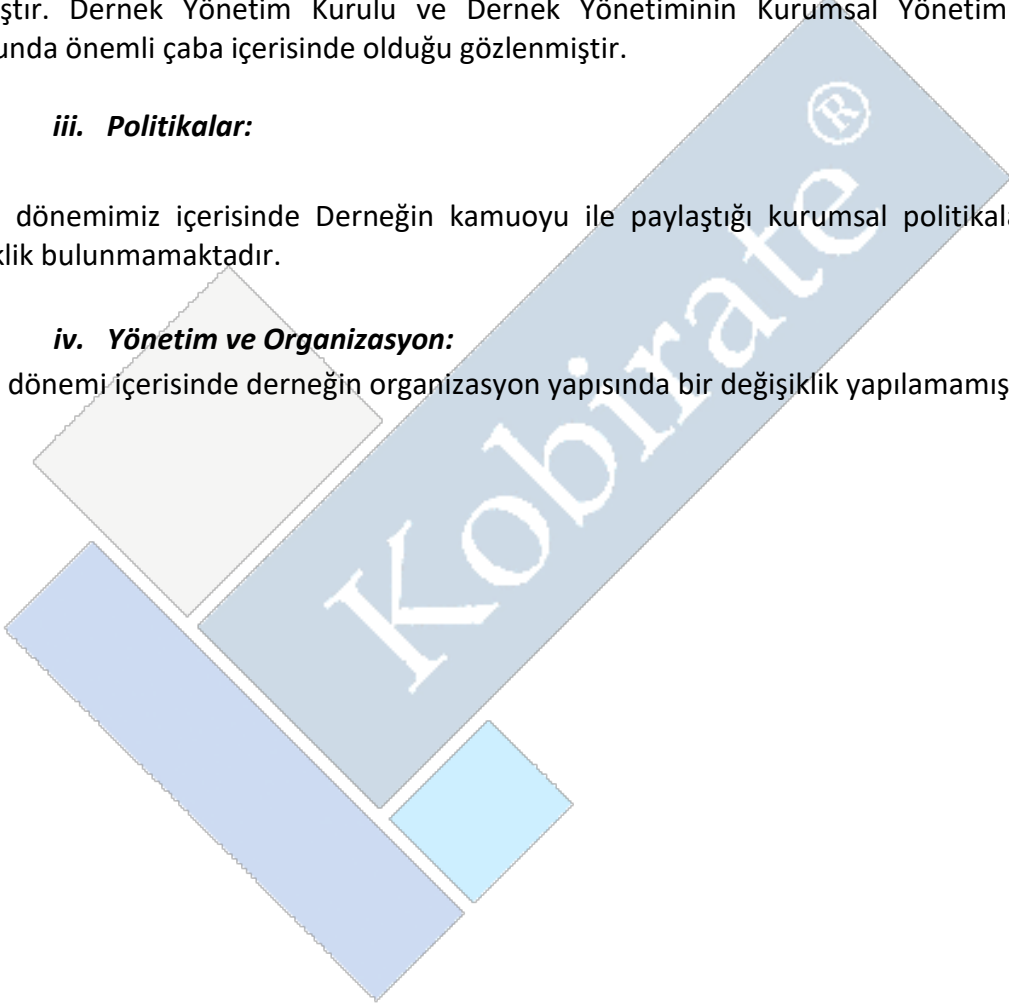 ştır. Dernek Yönetim Kurulu ve Dernek Yönetiminin Kurumsal Yönetim
unda önemli çaba içerisinde olduğu gözlenmiştir.
iii. Politikalar:
dönemimiz içerisinde Derneğin kamuoyu ile paylaştığı kurumsal politikala
klik bulunmamaktadır.
iv. Yönetim ve Organizasyon:
dönemi içerisinde derneğin organizasyon yapısında bir değişiklik yapılamamış
Kobirate ®